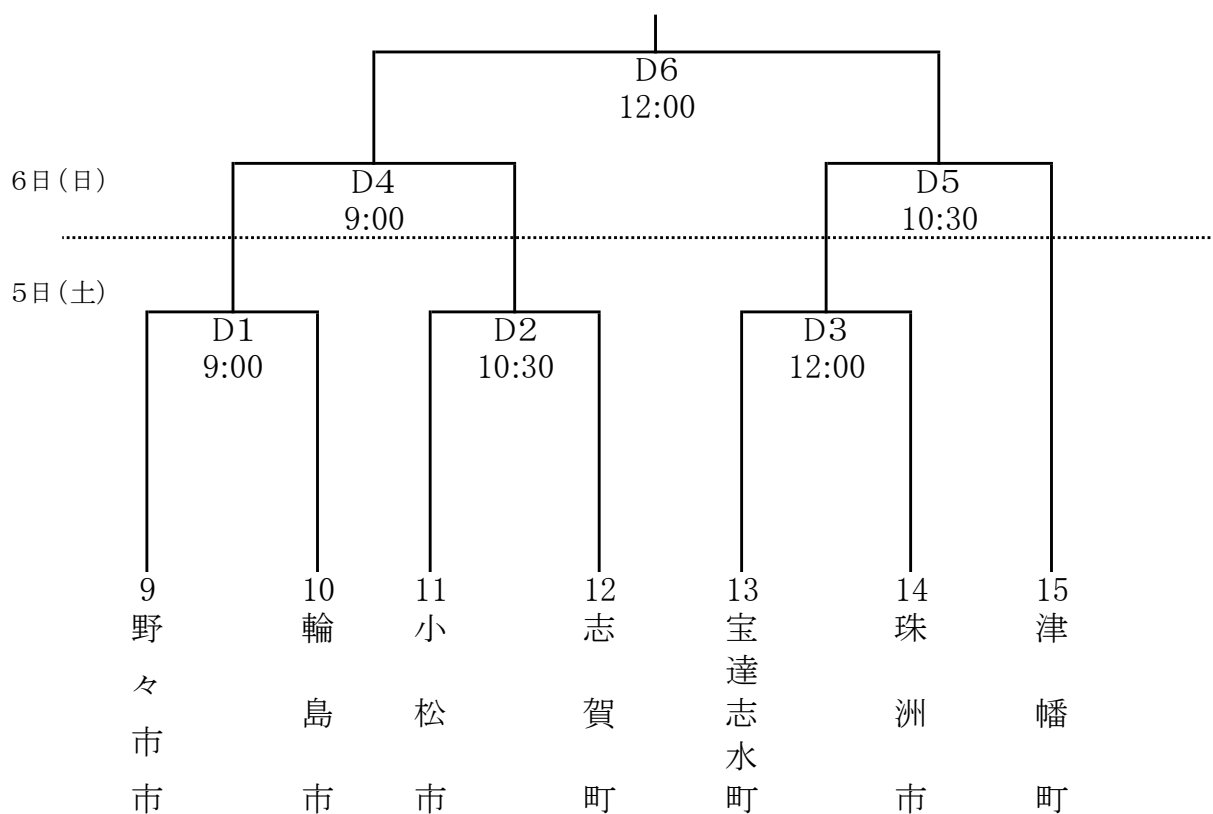 D6
12:00
6日(日)
D4
9:00
D5
10:30
5日(土)
D1
9:00
D2
10:30
D3
12:00
9
野々市市
10
輪島市
11
小松市
12
志賀町
13
宝達志水町
14
珠洲市
15
津幡町